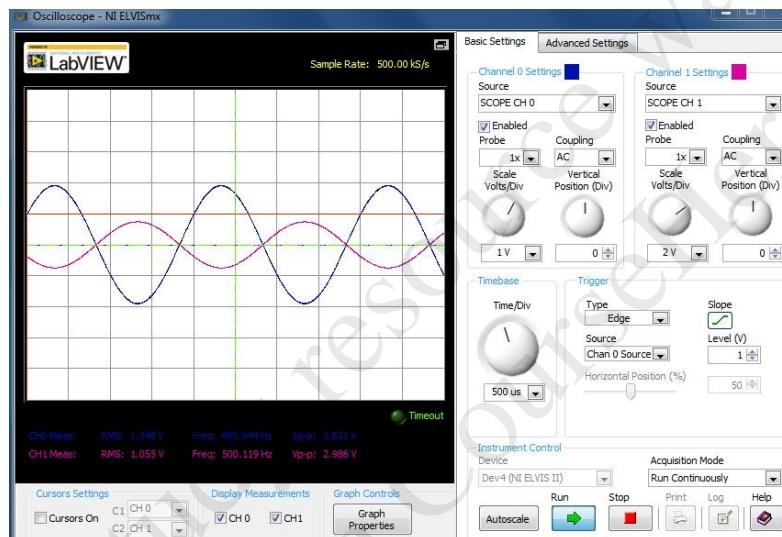 Oscilloscope - NI ELVISmx
LabVIEW
Sample Rate: 500.00 kS/s
CH0 Meas: RMS: 1.348 V Freq: 499.944 Hz Vp-p: 3.831 V
CH1 Meas: RMS: 1.055 V Freq: 500.119 Hz Vp-p: 2.986 V
Timeout
Cursors Settings
Cursors On
C1 CH 0
C2 CH 1
Display Measurements
CH 0
CH1
Graph Controls
Graph
Properties
Basic Settings
Advanced Settings
Channel 0 Settings
Source
SCOPE CH 0
Enabled
Probe
Coupling
1x
AC
Scale
Volts/Div
Vertical
Position (Div)
1 V
0
Channel 1 Settings
Source
SCOPE CH 1
Enabled
Probe
Coupling
1x
AC
Scale
Volts/Div
Vertical
Position (Div)
2 V
0
Timebase
Time/Div
500 us
Trigger
Type
Edge
Slope
Source
Chan 0 Source
Level (V)
1
Horizontal Position (%)
50
Instrument Control
Device
Dev4 (NI ELVIS II)
Acquisition Mode
Run Continuously
Run
Stop
Print
Log
Help
Autoscale
resource